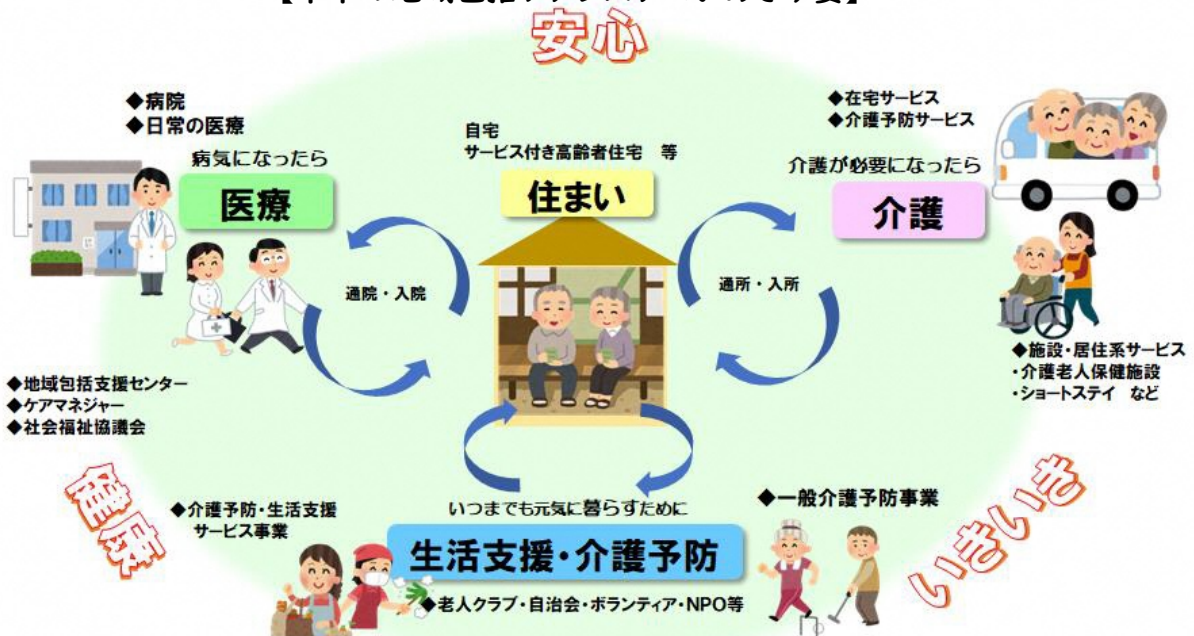 安心
◆病院
◆日常の医療
病気になったら
医療
自宅
サービス付き高齢者住宅 等
住まい
◆在宅サービス
◆介護予防サービス
介護が必要になったら
介護
通院・入院
通所・入所
◆施設・居住系サービス
・介護老人保健施設
・ショートステイ など
◆地域包括支援センター
◆ケアマネジャー
◆社会福祉協議会
健康
いきいき
◆介護予防・生活支援
サービス事業
いつまでも元気に暮らすために
生活支援・介護予防
◆老人クラブ・自治会・ボランティア・NPO等
◆一般介護予防事業